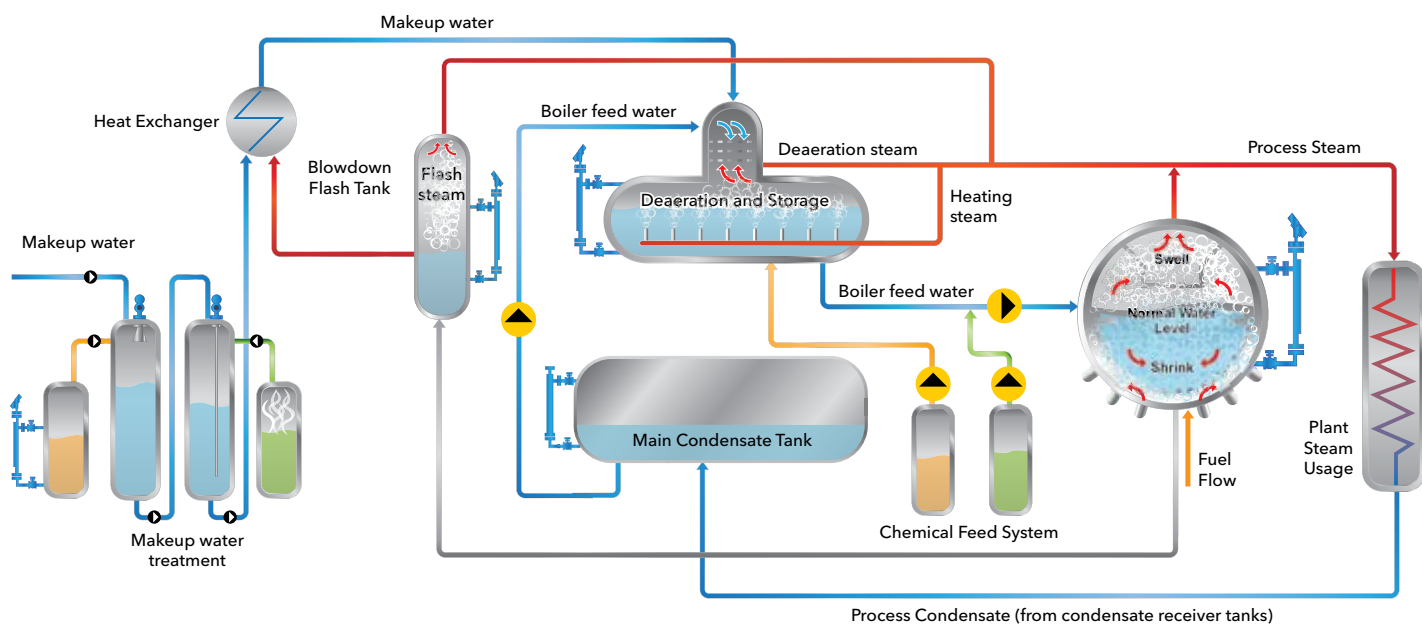 Makeup water
Heat Exchanger
Boiler feed water
Blowdown
Flash Tank
Flash
steam
Deaeration steam
Process Steam
Deaeration and Storage
Heating
steam
Makeup water
Swell
Boiler feed water
Normal Water
Level
Shrink
Main Condensate Tank
Plant
Steam
Usage
Fuel
Flow
Chemical Feed System
Makeup water
treatment
Process Condensate (from condensate receiver tanks)